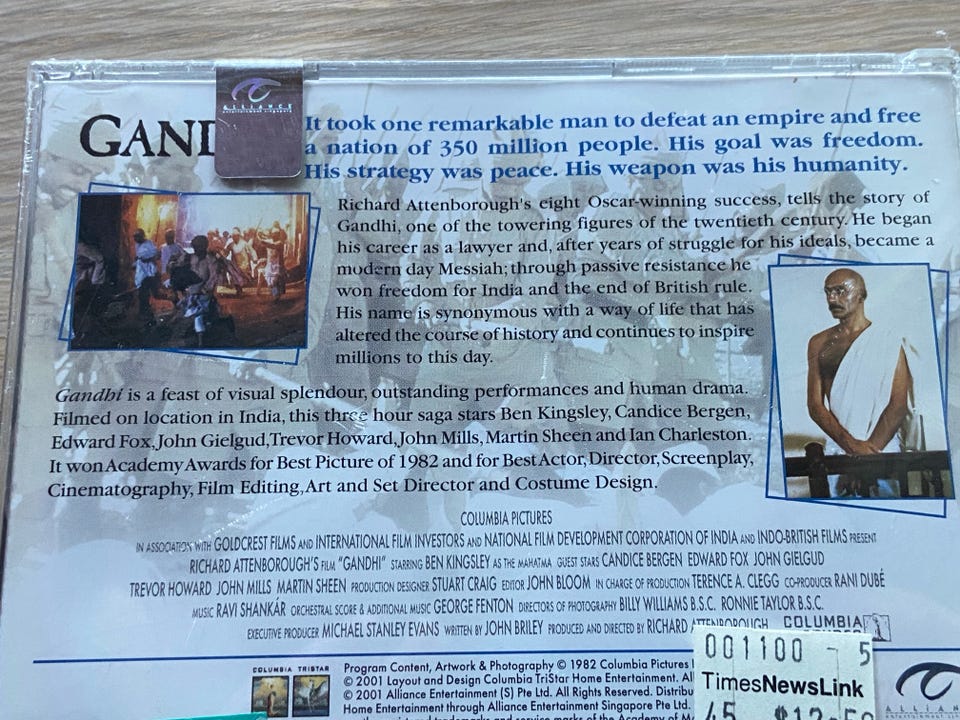 ALLIANCE
entertainment singapore
GAND
It took one remarkable man to defeat an empire and free
a nation of 350 million people. His goal was freedom.
His strategy was peace. His weapon was his humanity.
Richard Attenborough's eight Oscar-winning success, tells the story of
Gandhi, one of the towering figures of the twentieth century. He began
his career as a lawyer and, after years of struggle for his ideals, became a
modern day Messiah; through passive resistance he
won freedom for India and the end of British rule.
His name is synonymous with a way of life that has
altered the course of history and continues to inspire
millions to this day.
Gandhi is a feast of visual splendour, outstanding performances and human drama.
Filmed on location in India, this three hour saga stars Ben Kingsley, Candice Bergen,
Edward Fox, John Gielgud, Trevor Howard, John Mills, Martin Sheen and Ian Charleston.
It won Academy Awards for Best Picture of 1982 and for Best Actor, Director, Screenplay,
Cinematography, Film Editing, Art and Set Director and Costume Design.
COLUMBIA PICTURES
IN ASSOCIATION WITH GOLDCREST FILMS AND INTERNATIONAL FILM INVESTORS AND NATIONAL FILM DEVELOPMENT CORPORATION OF INDIA AND INDO-BRITISH FILMS PRESENT
RICHARD ATTENBOROUGH'S FILM "GANDHI" STARRING BEN KINGSLEY AS THE MAHATMA GUEST STARS CANDICE BERGEN EDWARD FOX JOHN GIELGUD
TREVOR HOWARD JOHN MILLS MARTIN SHEEN PRODUCTION DESIGNER STUART CRAIG EDITOR JOHN BLOOM IN CHARGE OF PRODUCTION TERENCE A. CLEGG CO-PRODUCER RANI DUBÉ
MUSIC RAVI SHANKÁR ORCHESTRAL SCORE & ADDITIONAL MUSIC GEORGE FENTON DIRECTORS OF PHOTOGRAPHY BILLY WILLIAMS B.S.C. RONNIE TAYLOR B.S.C.
EXECUTIVE PRODUCER MICHAEL STANLEY EVANS WRITTEN BY JOHN BRILEY PRODUCED AND DIRECTED BY RICHARD ATTENBOROUGH COLUMBIA
001100 5
TimesNewsLink
COLUMBIA TRISTAR
Program Content, Artwork & Photography © 1982 Columbia Pictures
© 2001 Layout and Design Columbia TriStar Home Entertainment. All
© 2001 Alliance Entertainment (S) Pte Ltd. All Rights Reserved. Distribu
Home Entertainment through Alliance Entertainment Singapore Pte Ltd.
ALLIAN